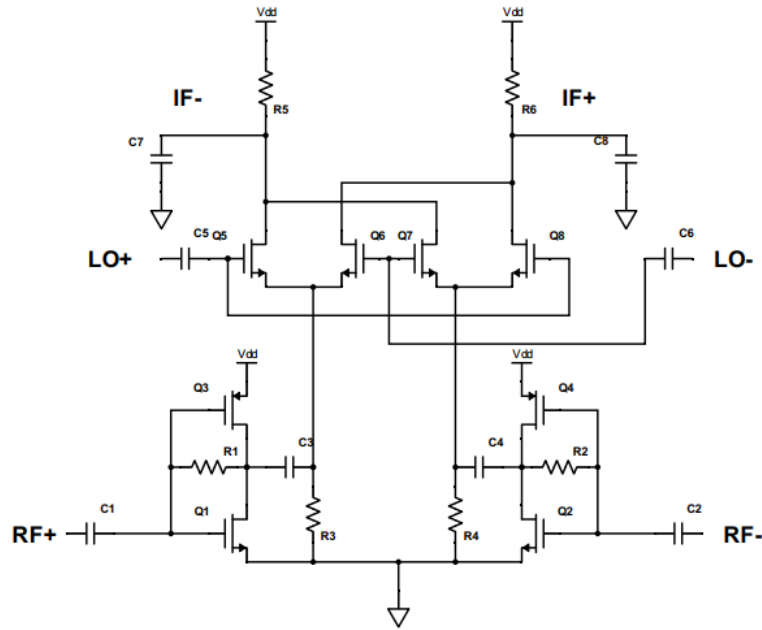 Vdd
Vdd
R5
R6
IF-
IF+
C7
C8
C5
Q5
Q6
Q7
Q8
C6
LO+
LO-
Vdd
Vdd
Q3
Q4
R1
C3
C4
R2
C1
Q1
R3
R4
Q2
C2
RF+
RF-